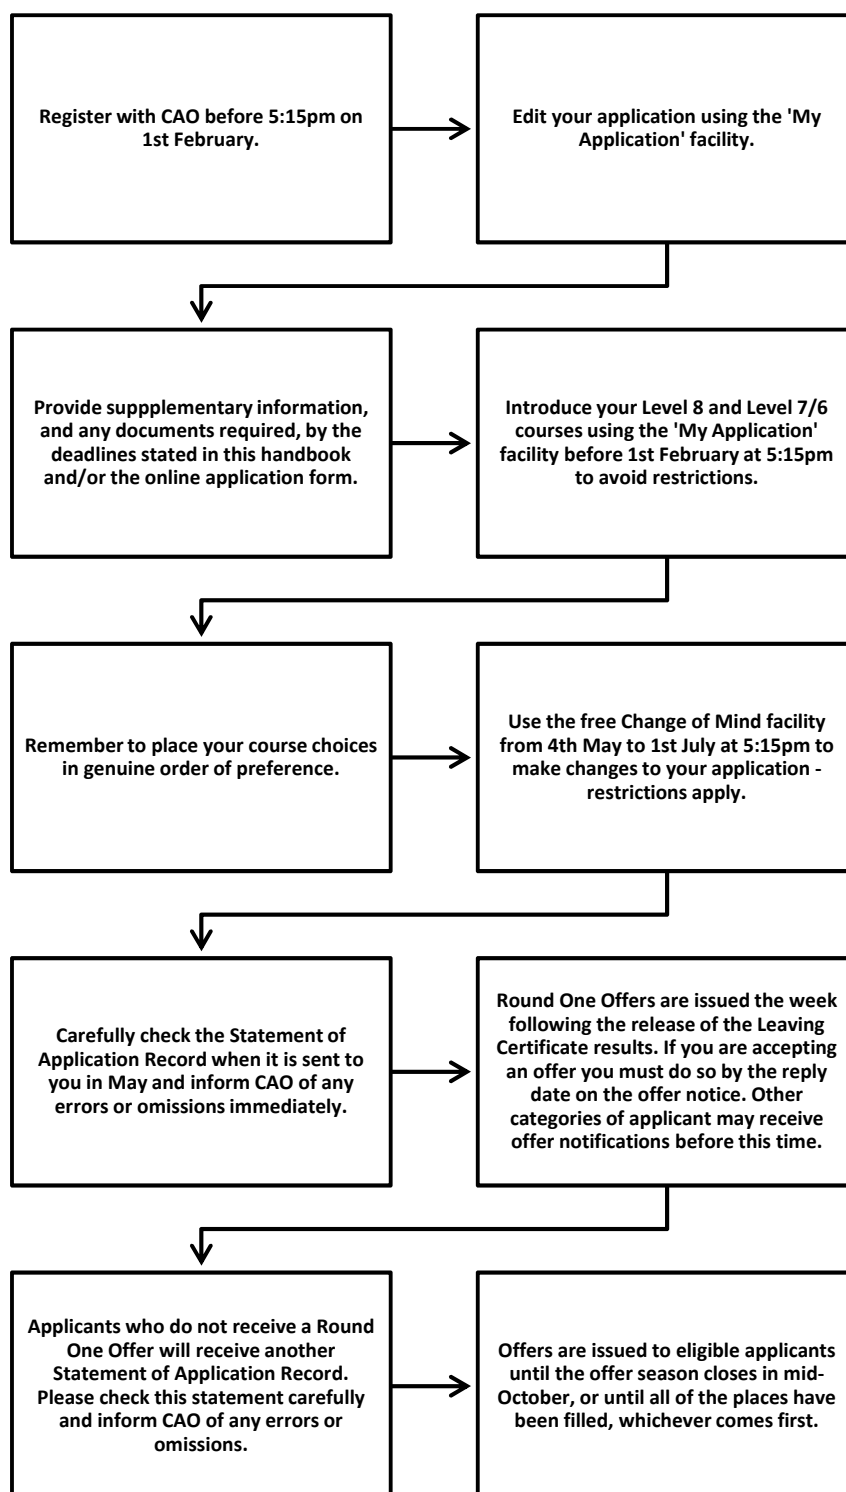 Register with CAO before 5:15pm on
1st February.
Edit your application using the 'My
Application' facility.
Provide suppplementary information,
and any documents required, by the
deadlines stated in this handbook
and/or the online application form.
Introduce your Level 8 and Level 7/6
courses using the 'My Application'
facility before 1st February at 5:15pm
to avoid restrictions.
Remember to place your course choices
in genuine order of preference.
Use the free Change of Mind facility
from 4th May to 1st July at 5:15pm to
make changes to your application -
restrictions apply.
Carefully check the Statement of
Application Record when it is sent to
you in May and inform CAO of any
errors or omissions immediately.
Round One Offers are issued the week
following the release of the Leaving
Certificate results. If you are accepting
an offer you must do so by the reply
date on the offer notice. Other
categories of applicant may receive
offer notifications before this time.
Applicants who do not receive a Round
One Offer will receive another
Statement of Application Record.
Please check this statement carefully
and inform CAO of any errors or
omissions.
Offers are issued to eligible applicants
until the offer season closes in mid-
October, or until all of the places have
been filled, whichever comes first.